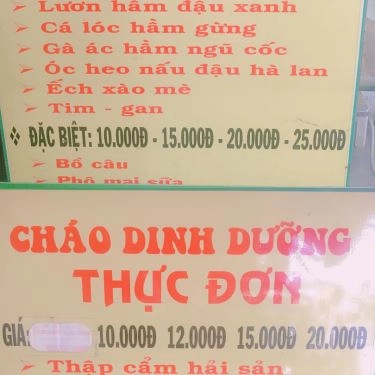 Lươn hầm đậu xanh
Cá lóc hầm gừng
Gà ác hầm ngũ cốc
Óc heo nấu đậu hà lan
Ếch xào mè
Tim - gan
ĐẶC BIỆT: 10.000Đ - 15.000Đ - 20.000Đ - 25.000Đ
Bồ câu
Phô mai sữa
CHÁO DINH DƯỠNG
THỰC ĐƠN
GIÁ: 10.000Đ 12.000Đ 15.000Đ 20.000Đ
Thập cẩm hải sản